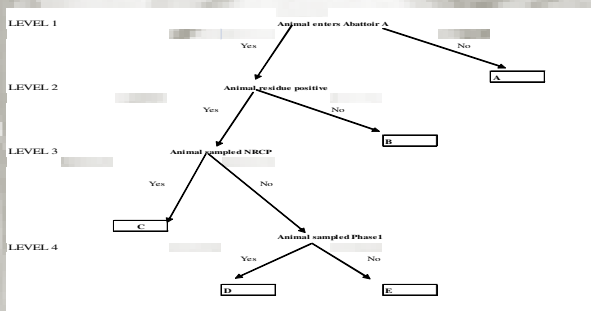 LEVEL 1 Animal enters Abattoir A
Yes No
A
LEVEL 2 Animal residue positive
Yes No
B
LEVEL 3 Animal sampled NRCP
Yes No
C
Animal sampled Phase1
LEVEL 4
Yes No
D E